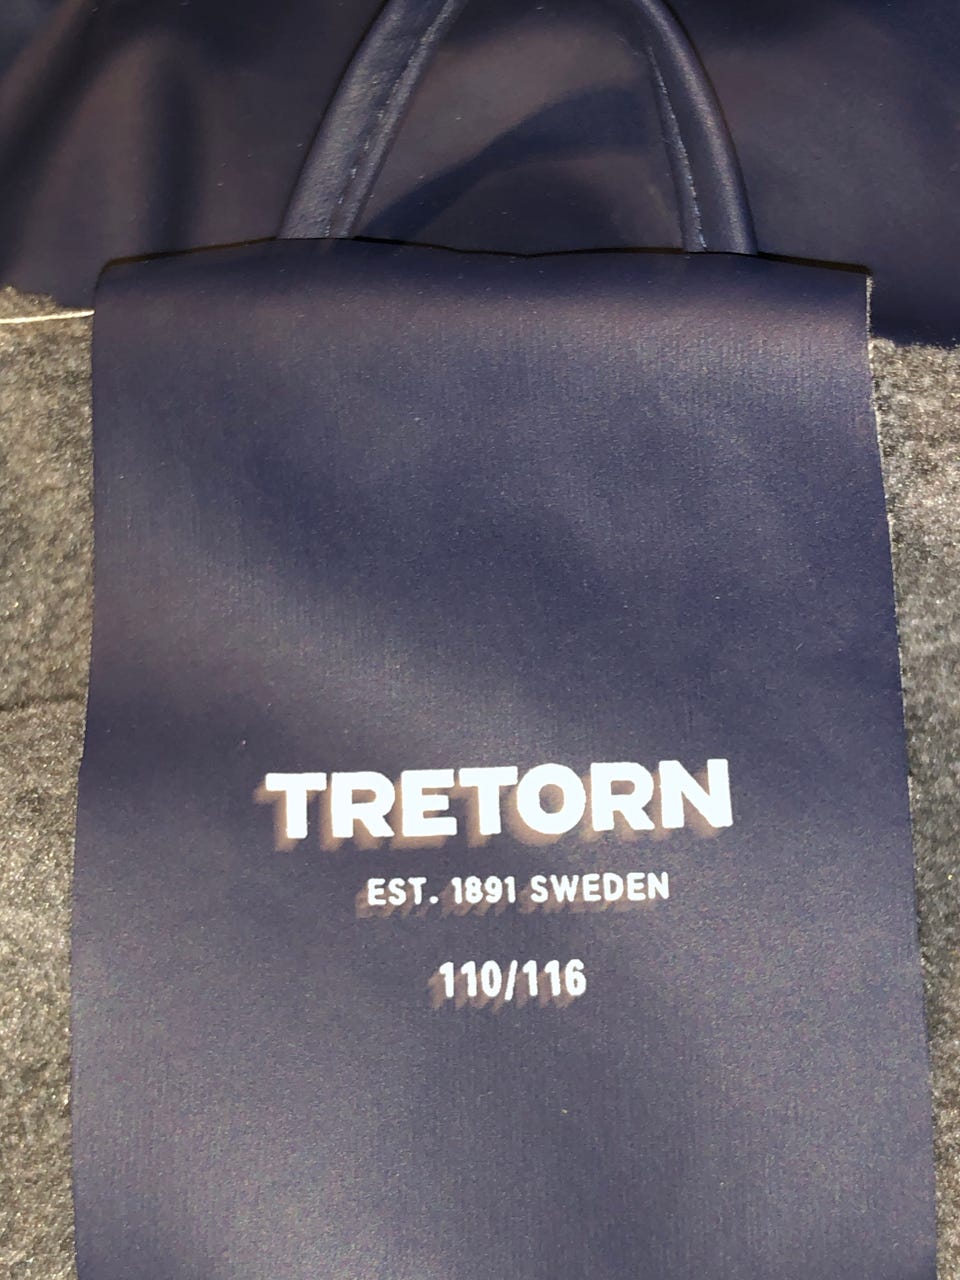 TRETORN
EST. 1891 SWEDEN
110/116